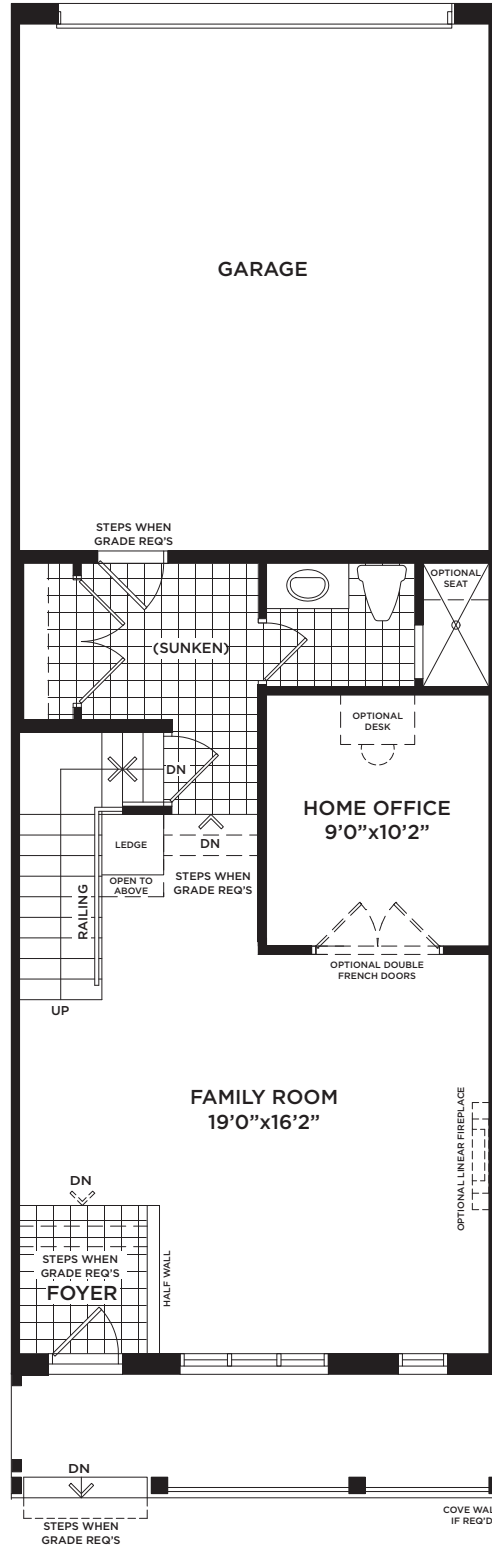 GARAGE
STEPS WHEN
GRADE REQ'S
OPTIONAL
SEAT
(SUNKEN)
OPTIONAL
DESK
DN
HOME OFFICE
9'0"x10'2"
LEDGE
DN
OPEN TO
ABOVE
STEPS WHEN
GRADE REQ'S
RAILING
OPTIONAL DOUBLE
FRENCH DOORS
UP
FAMILY ROOM
19'0"x16'2"
OPTIONAL LINEAR FIREPLACE
DN
STEPS WHEN
GRADE REQ'S
FOYER
HALF WALL
DN
STEPS WHEN
GRADE REQ'S
COVE
IF REQ'D